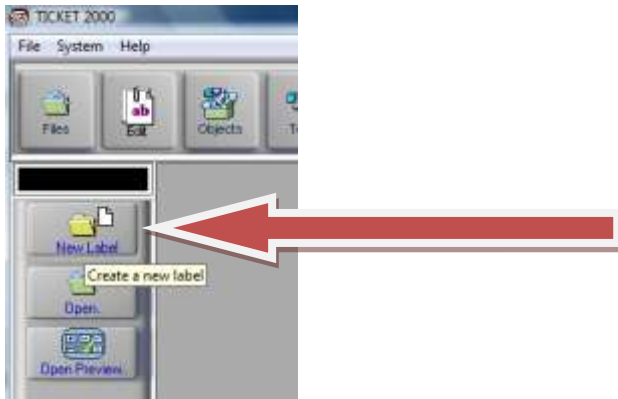 TICKET 2000
File System Help
Files Edit Objects
New Label
Create a new label
Open.
Open Preview.